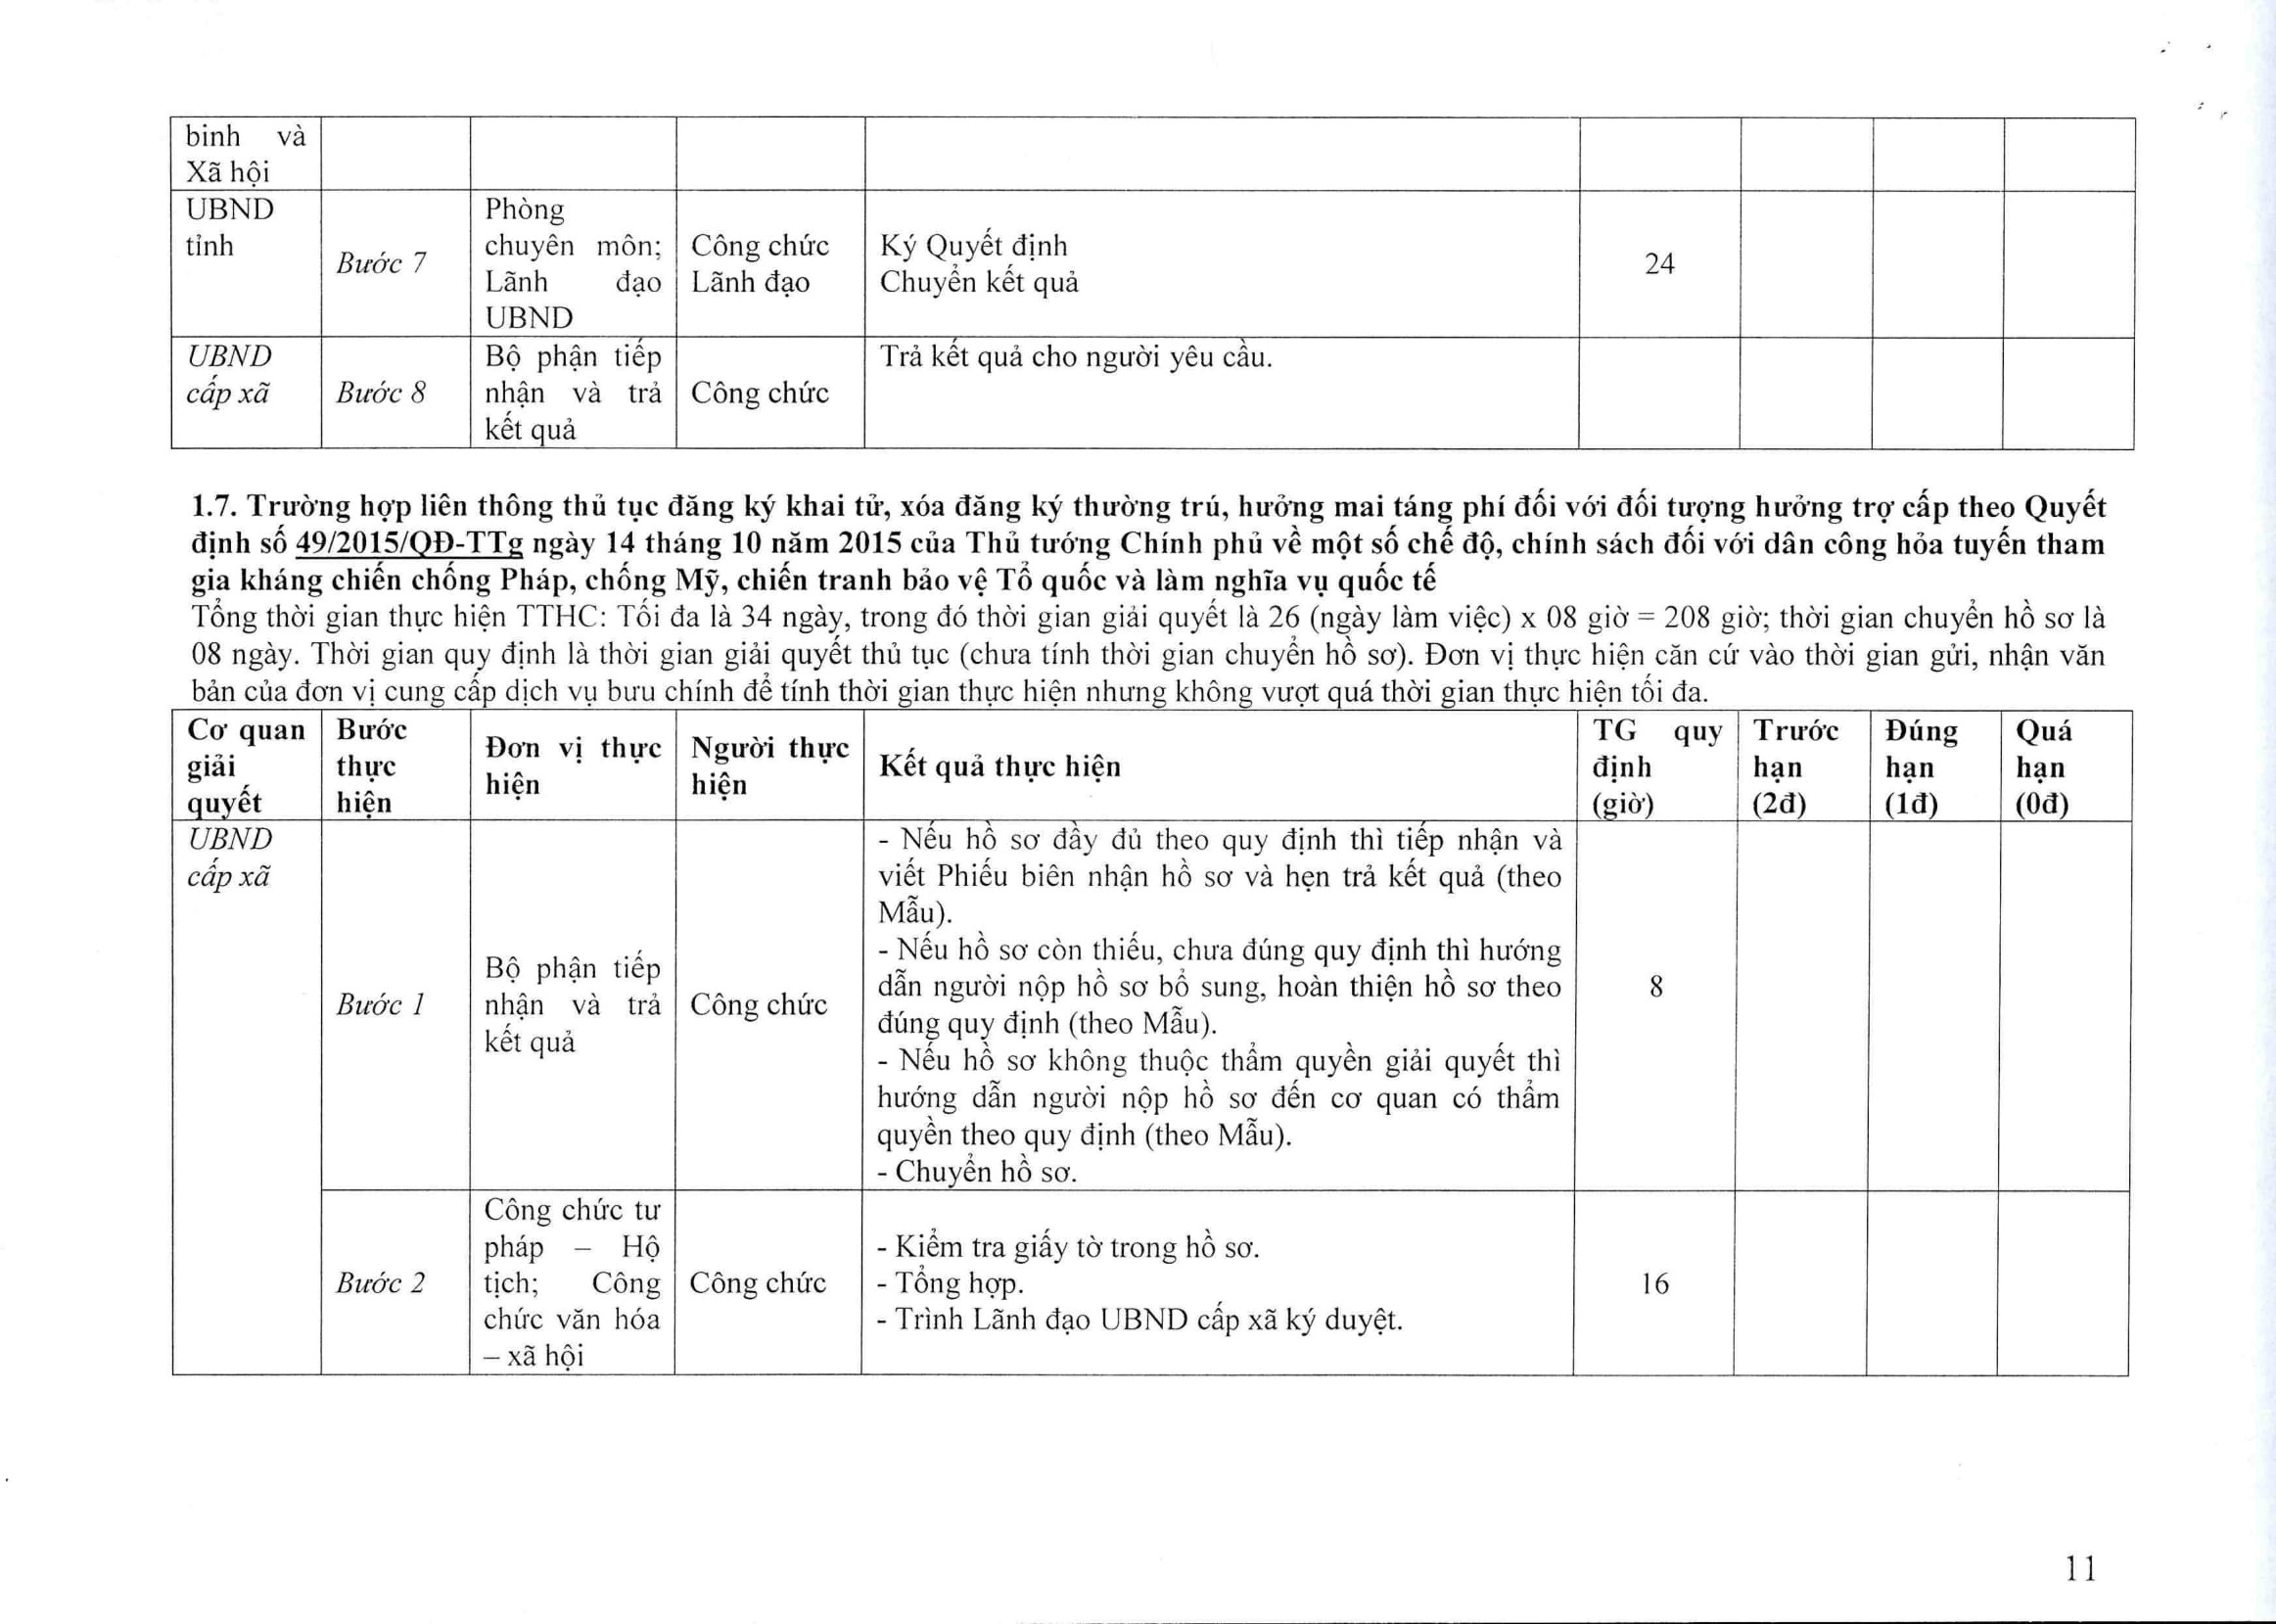 binh và
Xã hội
UBND
tỉnh
Bước 7
Phòng
chuyên môn;
Lãnh đạo
UBND
Công chức
Lãnh đạo
Ký Quyết định
Chuyển kết quả
24
UBND
cấp xã
Bước 8
Bộ phận tiếp
nhận và trả
kết quả
Công chức
Trả kết quả cho người yêu cầu.
1.7. Trường hợp liên thông thủ tục đăng ký khai tử, xóa đăng ký thường trú, hưởng mai táng phí đối với đối tượng hưởng trợ cấp theo Quyết
định số 49/2015/QĐ-TTg ngày 14 tháng 10 năm 2015 của Thủ tướng Chính phủ về một số chế độ, chính sách đối với dân công hỏa tuyến tham
gia kháng chiến chống Pháp, chống Mỹ, chiến tranh bảo vệ Tổ quốc và làm nghĩa vụ quốc tế
Tổng thời gian thực hiện TTHC: Tối đa là 34 ngày, trong đó thời gian giải quyết là 26 (ngày làm việc) x 08 giờ = 208 giờ; thời gian chuyển hồ sơ là
08 ngày. Thời gian quy định là thời gian giải quyết thủ tục (chưa tính thời gian chuyển hồ sơ). Đơn vị thực hiện căn cứ vào thời gian gửi, nhận văn
bản của đơn vị cung cấp dịch vụ bưu chính để tính thời gian thực hiện nhưng không vượt quá thời gian thực hiện tối đa.
Cơ quan
giải
quyết
Bước
thực
hiện
Đơn vị thực
hiện
Người thực
hiện
Kết quả thực hiện
TG quy
định
(giờ)
Trước
hạn
(2đ)
Đúng
hạn
(1đ)
Quá
hạn
(0đ)
UBND
cấp xã
Bước 1
Bộ phận tiếp
nhận và trả
kết quả
Công chức
- Nếu hồ sơ đầy đủ theo quy định thì tiếp nhận và
viết Phiếu biên nhận hồ sơ và hẹn trả kết quả (theo
Mẫu).
- Nếu hồ sơ còn thiếu, chưa đúng quy định thì hướng
dẫn người nộp hồ sơ bổ sung, hoàn thiện hồ sơ theo
đúng quy định (theo Mẫu).
- Nếu hồ sơ không thuộc thẩm quyền giải quyết thì
hướng dẫn người nộp hồ sơ đến cơ quan có thẩm
quyền theo quy định (theo Mẫu).
- Chuyển hồ sơ.
8
Bước 2
Công chức tư
pháp – Hộ
tịch; Công
chức văn hóa
– xã hội
Công chức
- Kiểm tra giấy tờ trong hồ sơ.
- Tổng hợp.
- Trình Lãnh đạo UBND cấp xã ký duyệt.
16
11